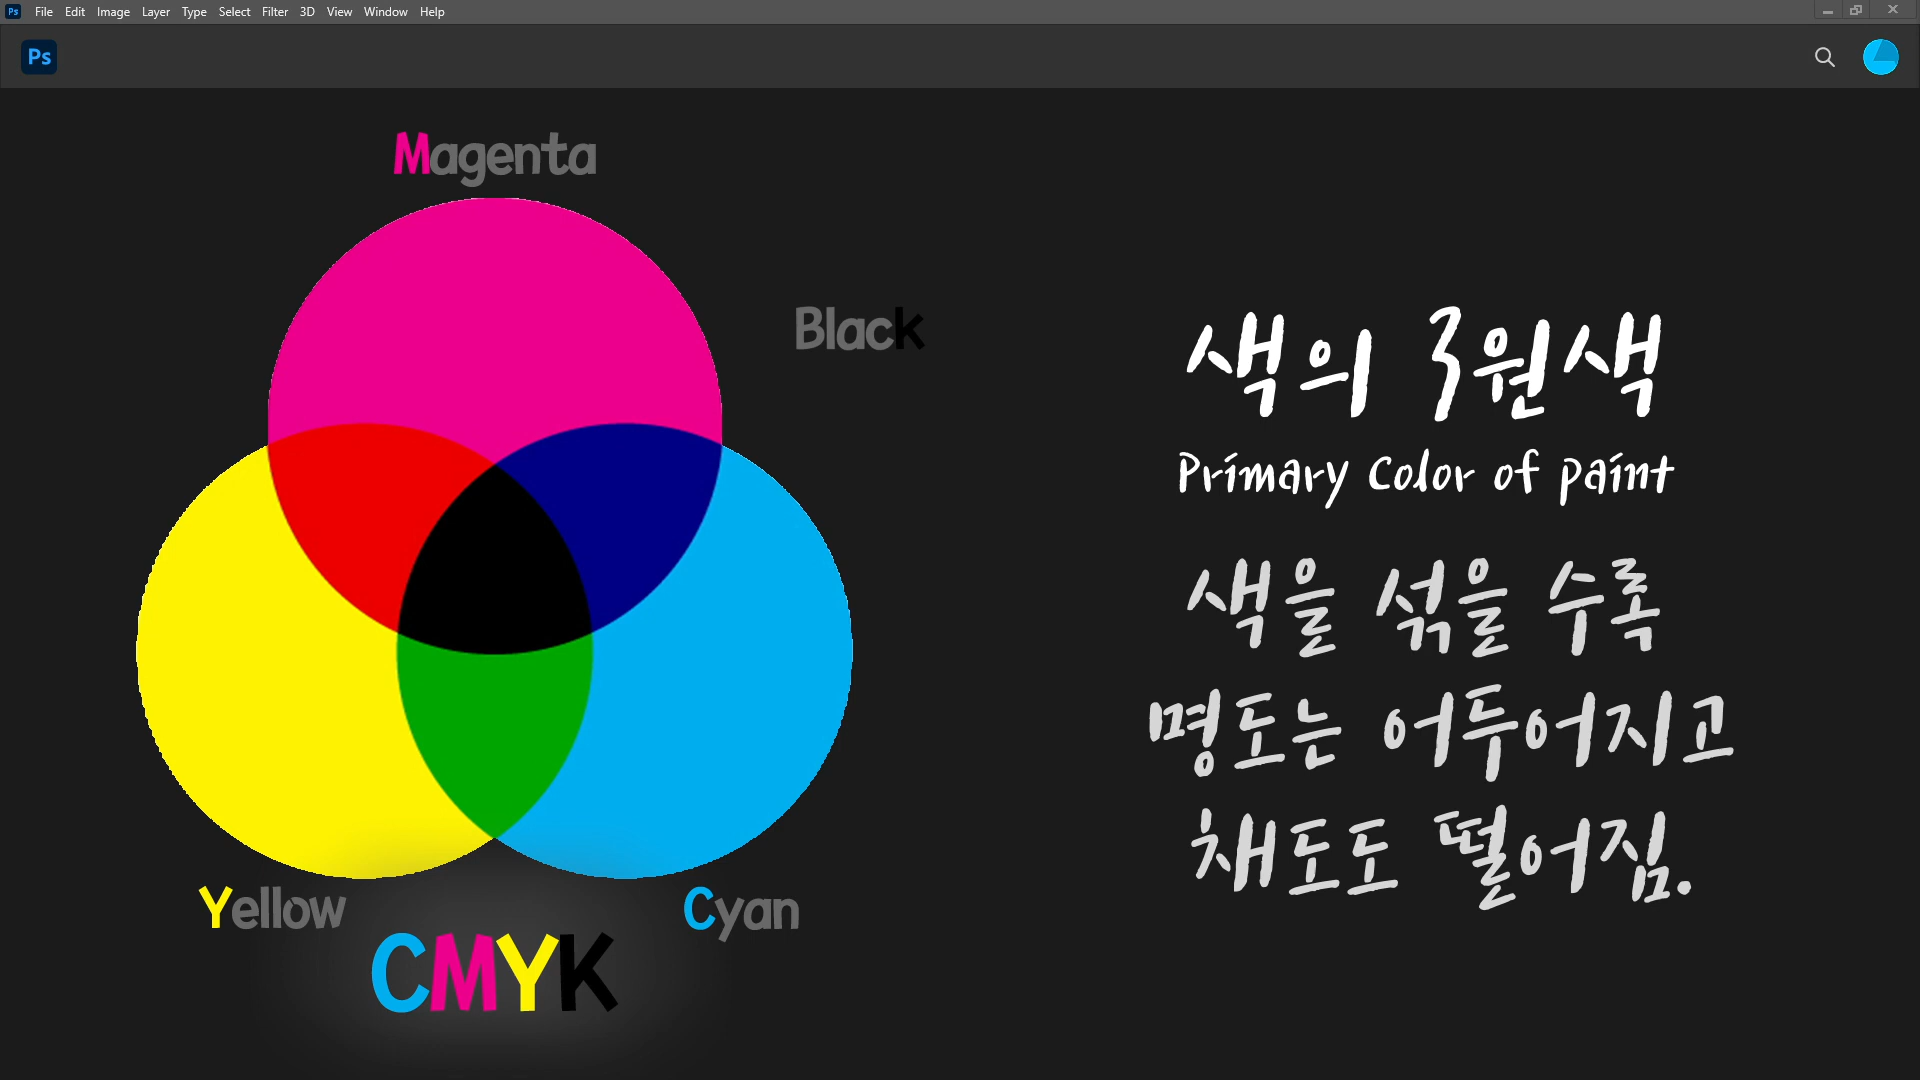 Ps File Edit Image Layer Type Select Filter 3D View Window Help
Ps
Magenta
Black
Yellow
Cyan
CMYK
색의 3원색
Primary Color of paint
색을 섞을 수록
명도는 어두어지고
채도도 떨어짐.